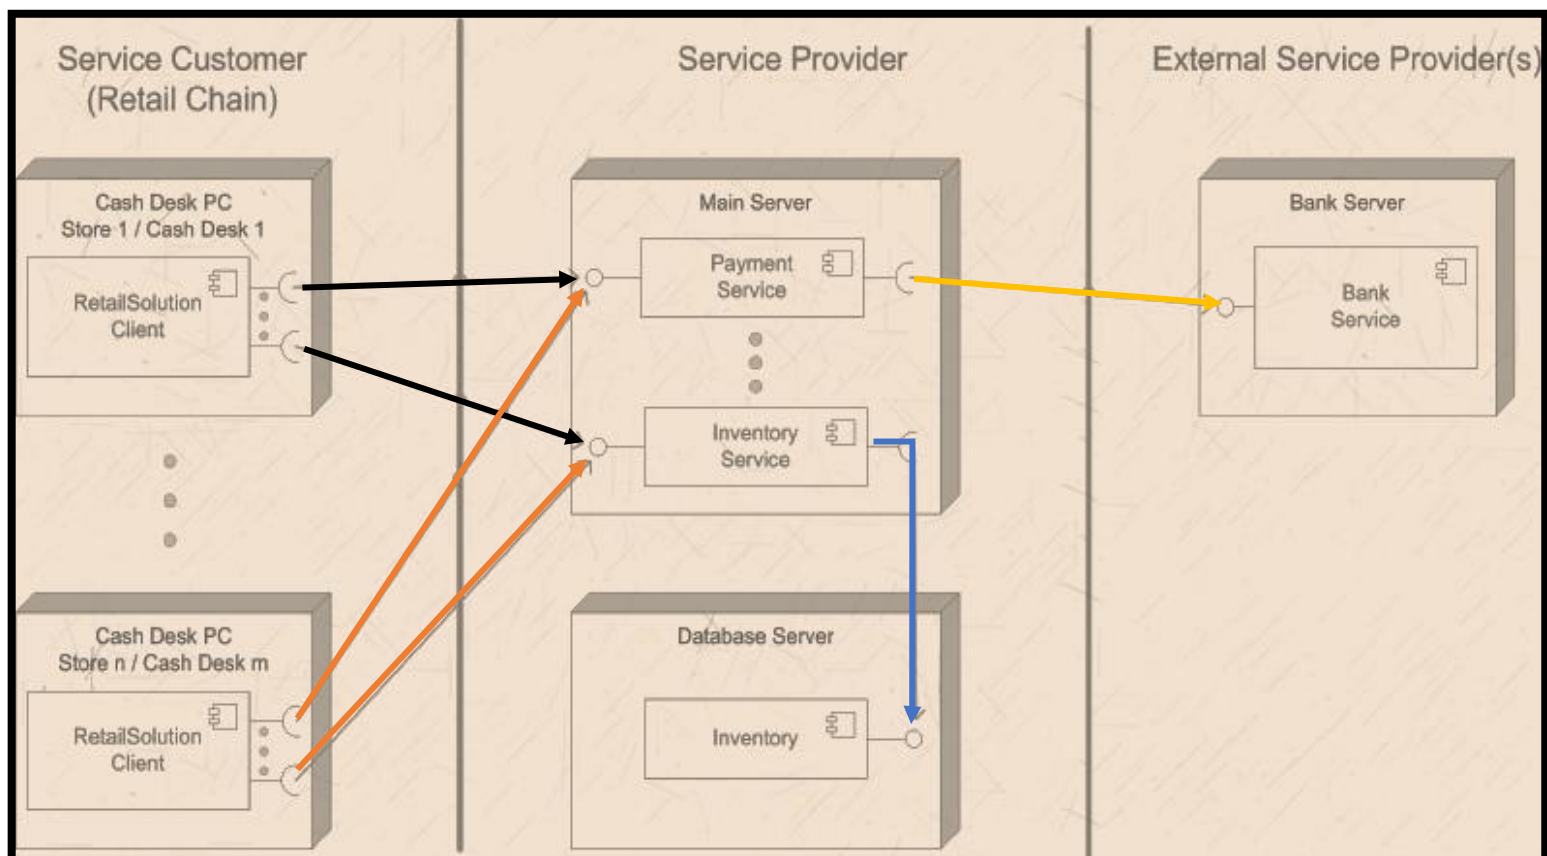 Service Customer
(Retail Chain)
Service Provider
External Service Provider(s)
Cash Desk PC
Store 1 / Cash Desk 1
RetailSolution
Client
Main Server
Payment
Service
Inventory
Service
Bank Server
Bank
Service
Cash Desk PC
Store n / Cash Desk m
RetailSolution
Client
Database Server
Inventory